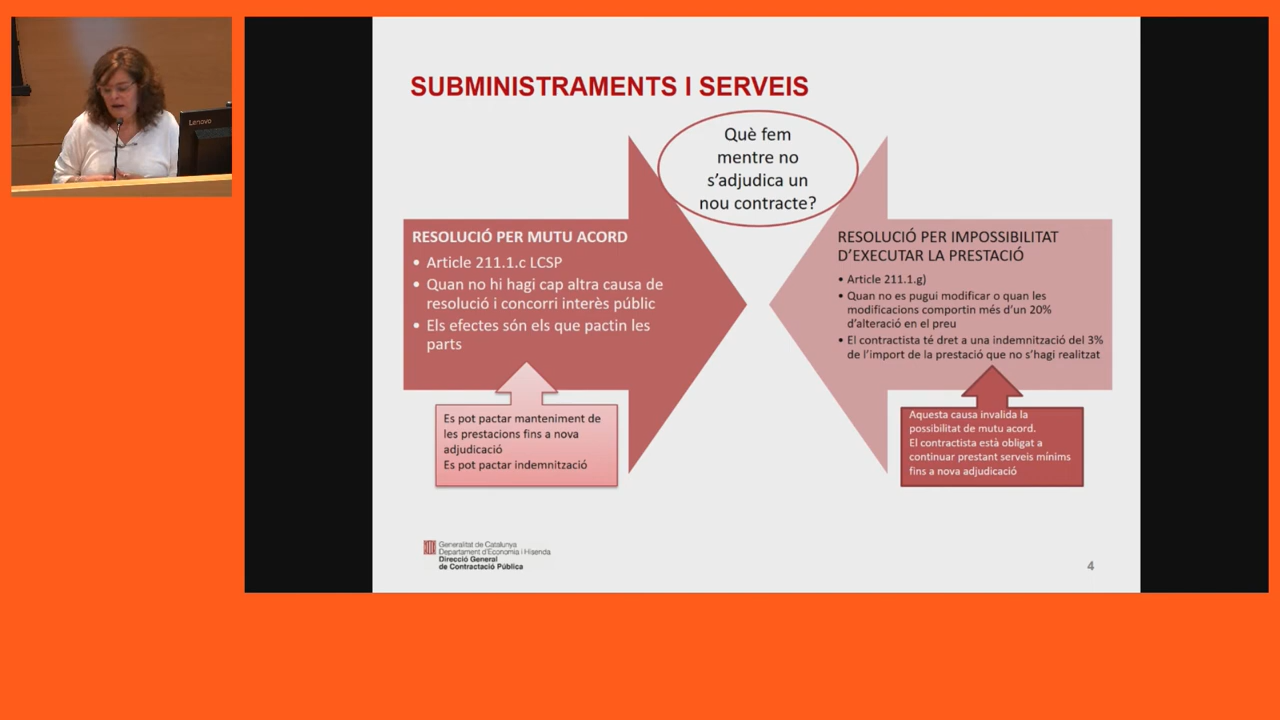 Lenovo
SUBMINISTRAMENTS I SERVEIS
Què fem
mentre no
s'adjudica un
nou contracte?
RESOLUCIÓ PER MUTU ACORD
• Article 211.1.c LCSP
• Quan no hi hagi cap altra causa de
resolució i concorri interès públic
• Els efectes són els que pactin les
parts
Es pot pactar manteniment de
les prestacions fins a nova
adjudicació
Es pot pactar indemnització
RESOLUCIÓ PER IMPOSSIBILITAT
D'EXECUTAR LA PRESTACIÓ
• Article 211.1.g)
• Quan no es pugui modificar o quan les
modificacions comportin més d'un 20%
d'alteració en el preu
• El contractista té dret a una indemnització del 3%
de l'import de la prestació que no s'hagi realitzat
Aquesta causa invalida la
possibilitat de mutu acord.
El contractista està obligat a
continuar prestant serveis mínims
fins a nova adjudicació
Generalitat de Catalunya
Departament d'Economia i Hisenda
Direcció General
de Contractació Pública
4